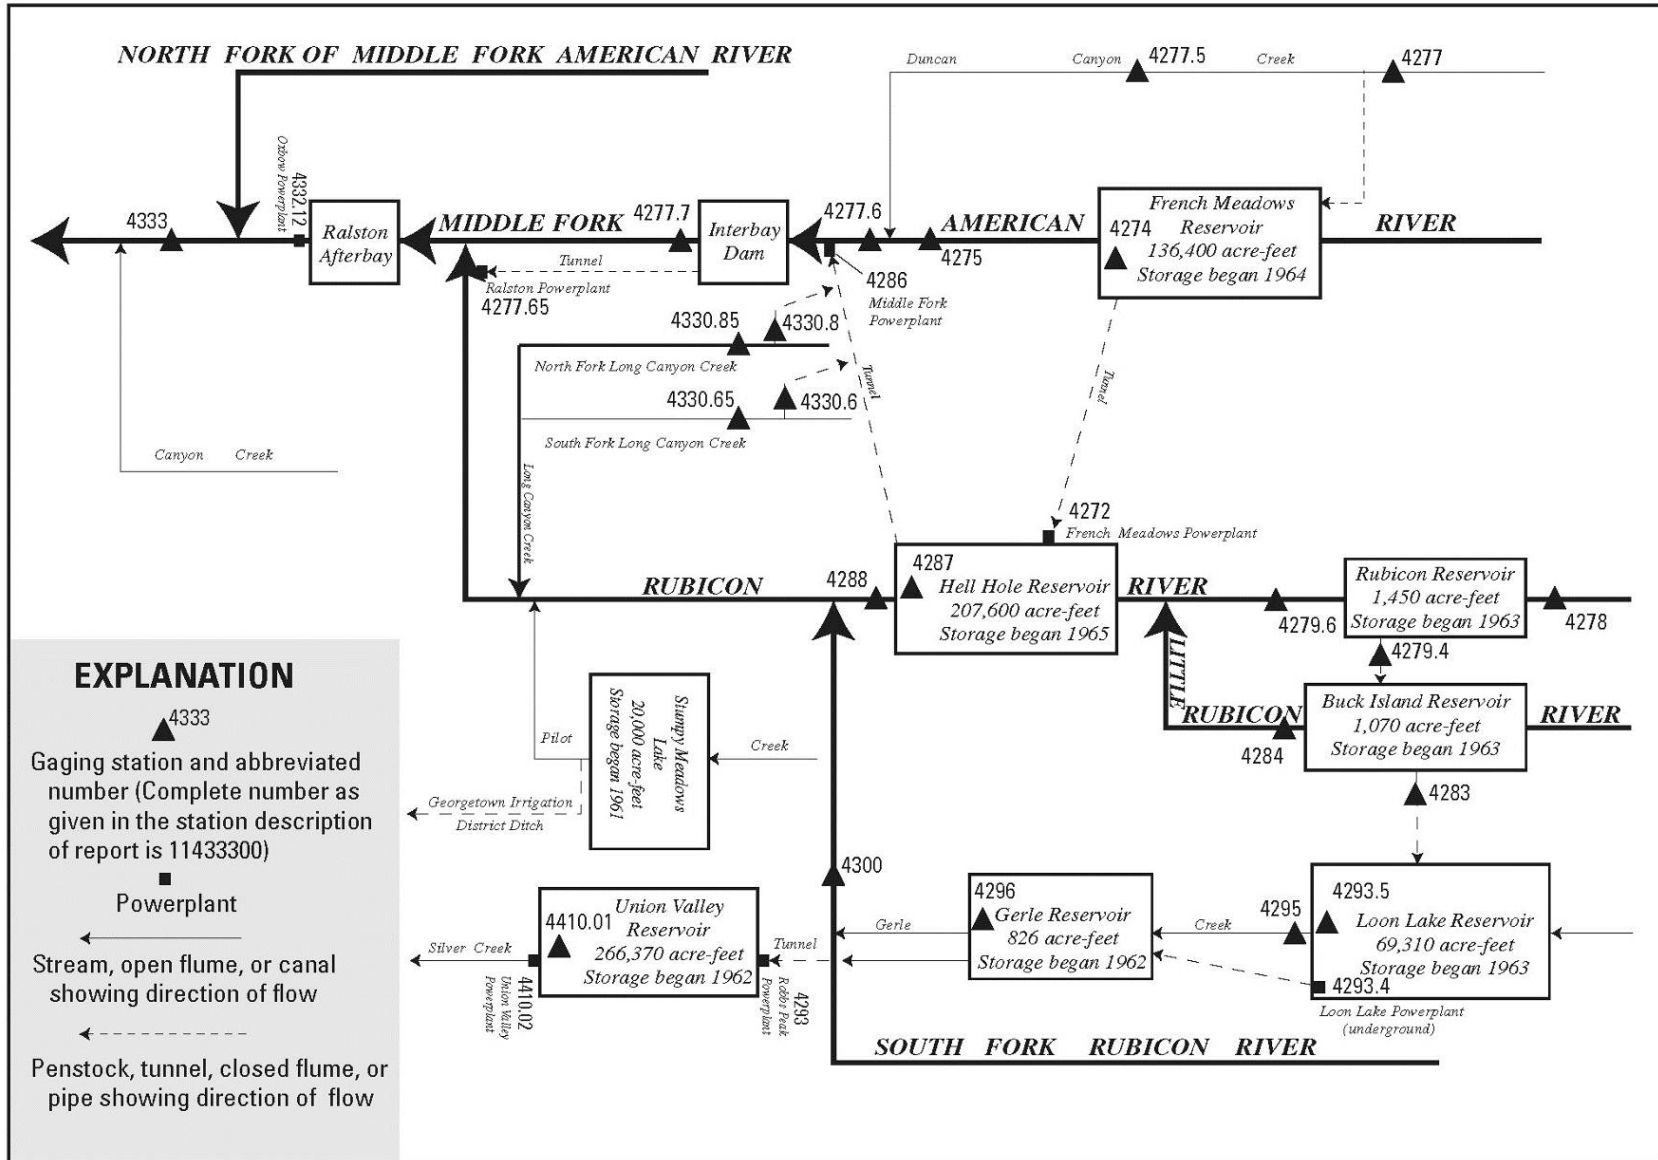 NORTH FORK OF MIDDLE FORK AMERICAN RIVER
Duncan Canyon Creek
4277.5
4277
Oxbow Powerplant
4332.12
4333
Ralston
Afterbay
MIDDLE FORK
4277.7
Interbay
Dam
4277.6
AMERICAN
4275
French Meadows
Reservoir
4274
136,400 acre-feet
Storage began 1964
RIVER
Tunnel
Ralston Powerplant
4277.65
4286
Middle Fork
Powerplant
4330.85
4330.8
North Fork Long Canyon Creek
4330.65
4330.6
South Fork Long Canyon Creek
Tunnel
Tunnel
Canyon Creek
Long Canyon Creek
4272
French Meadows Powerplant
RUBICON
4288
4287
Hell Hole Reservoir
207,600 acre-feet
Storage began 1965
RIVER
4279.6
Rubicon Reservoir
1,450 acre-feet
Storage began 1963
4278
4279.4
LITTLE
RUBICON
4284
Buck Island Reservoir
1,070 acre-feet
Storage began 1963
RIVER
4283
Pilot
Stumpy Meadows
Lake
20,000 acre-feet
Storage began 1961
Creek
Georgetown Irrigation
District Ditch
4300
Silver Creek
4410.02
Union Valley
Powerplant
4410.01
Union Valley
Reservoir
266,370 acre-feet
Storage began 1962
Tunnel
4293
Robbs Peak
Powerplant
Gerle
4296
Gerle Reservoir
826 acre-feet
Storage began 1962
Creek
4295
4293.5
Loon Lake Reservoir
69,310 acre-feet
Storage began 1963
4293.4
Loon Lake Powerplant
(underground)
SOUTH FORK RUBICON RIVER
EXPLANATION
4333
Gaging station and abbreviated
number (Complete number as
given in the station description
of report is 11433300)
Powerplant
Stream, open flume, or canal
showing direction of flow
Penstock, tunnel, closed flume, or
pipe showing direction of flow